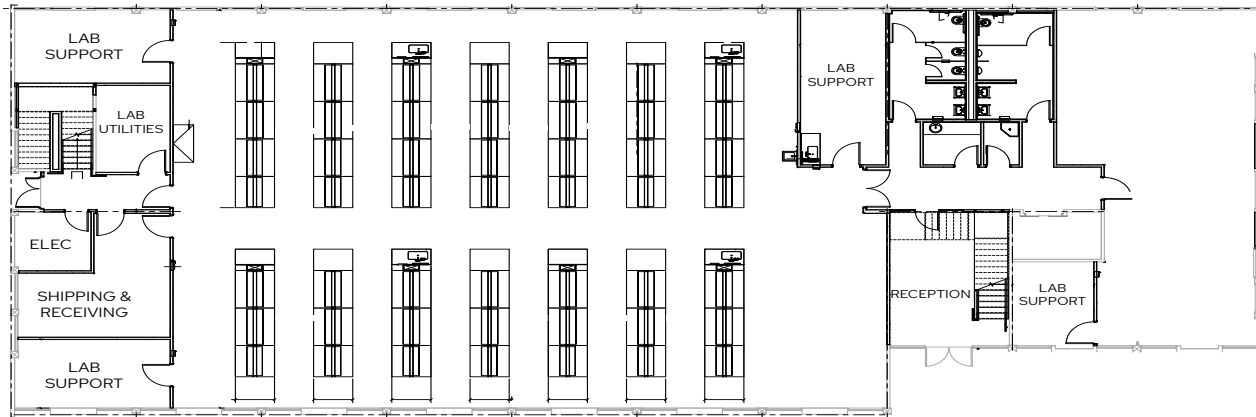 LAB
SUPPORT
LAB
UTILITIES
ELEC
SHIPPING &
RECEIVING
LAB
SUPPORT
LAB
SUPPORT
RECEPTION
LAB
SUPPORT